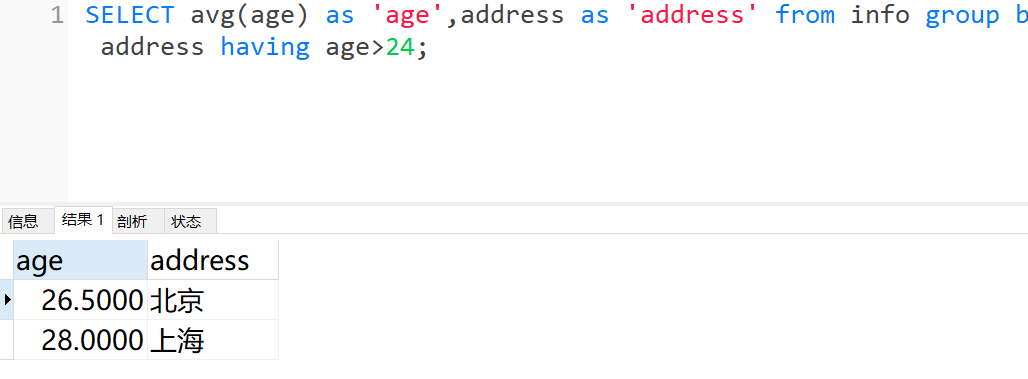 1 SELECT avg(age) as 'age',address as 'address' from info group b
address having age>24;
信息 结果 1 剖析 状态
age address
26.5000 北京
28.0000 上海